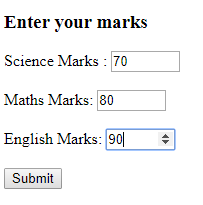 Enter your marks
Science Marks : 70
Maths Marks: 80
English Marks: 90
Submit